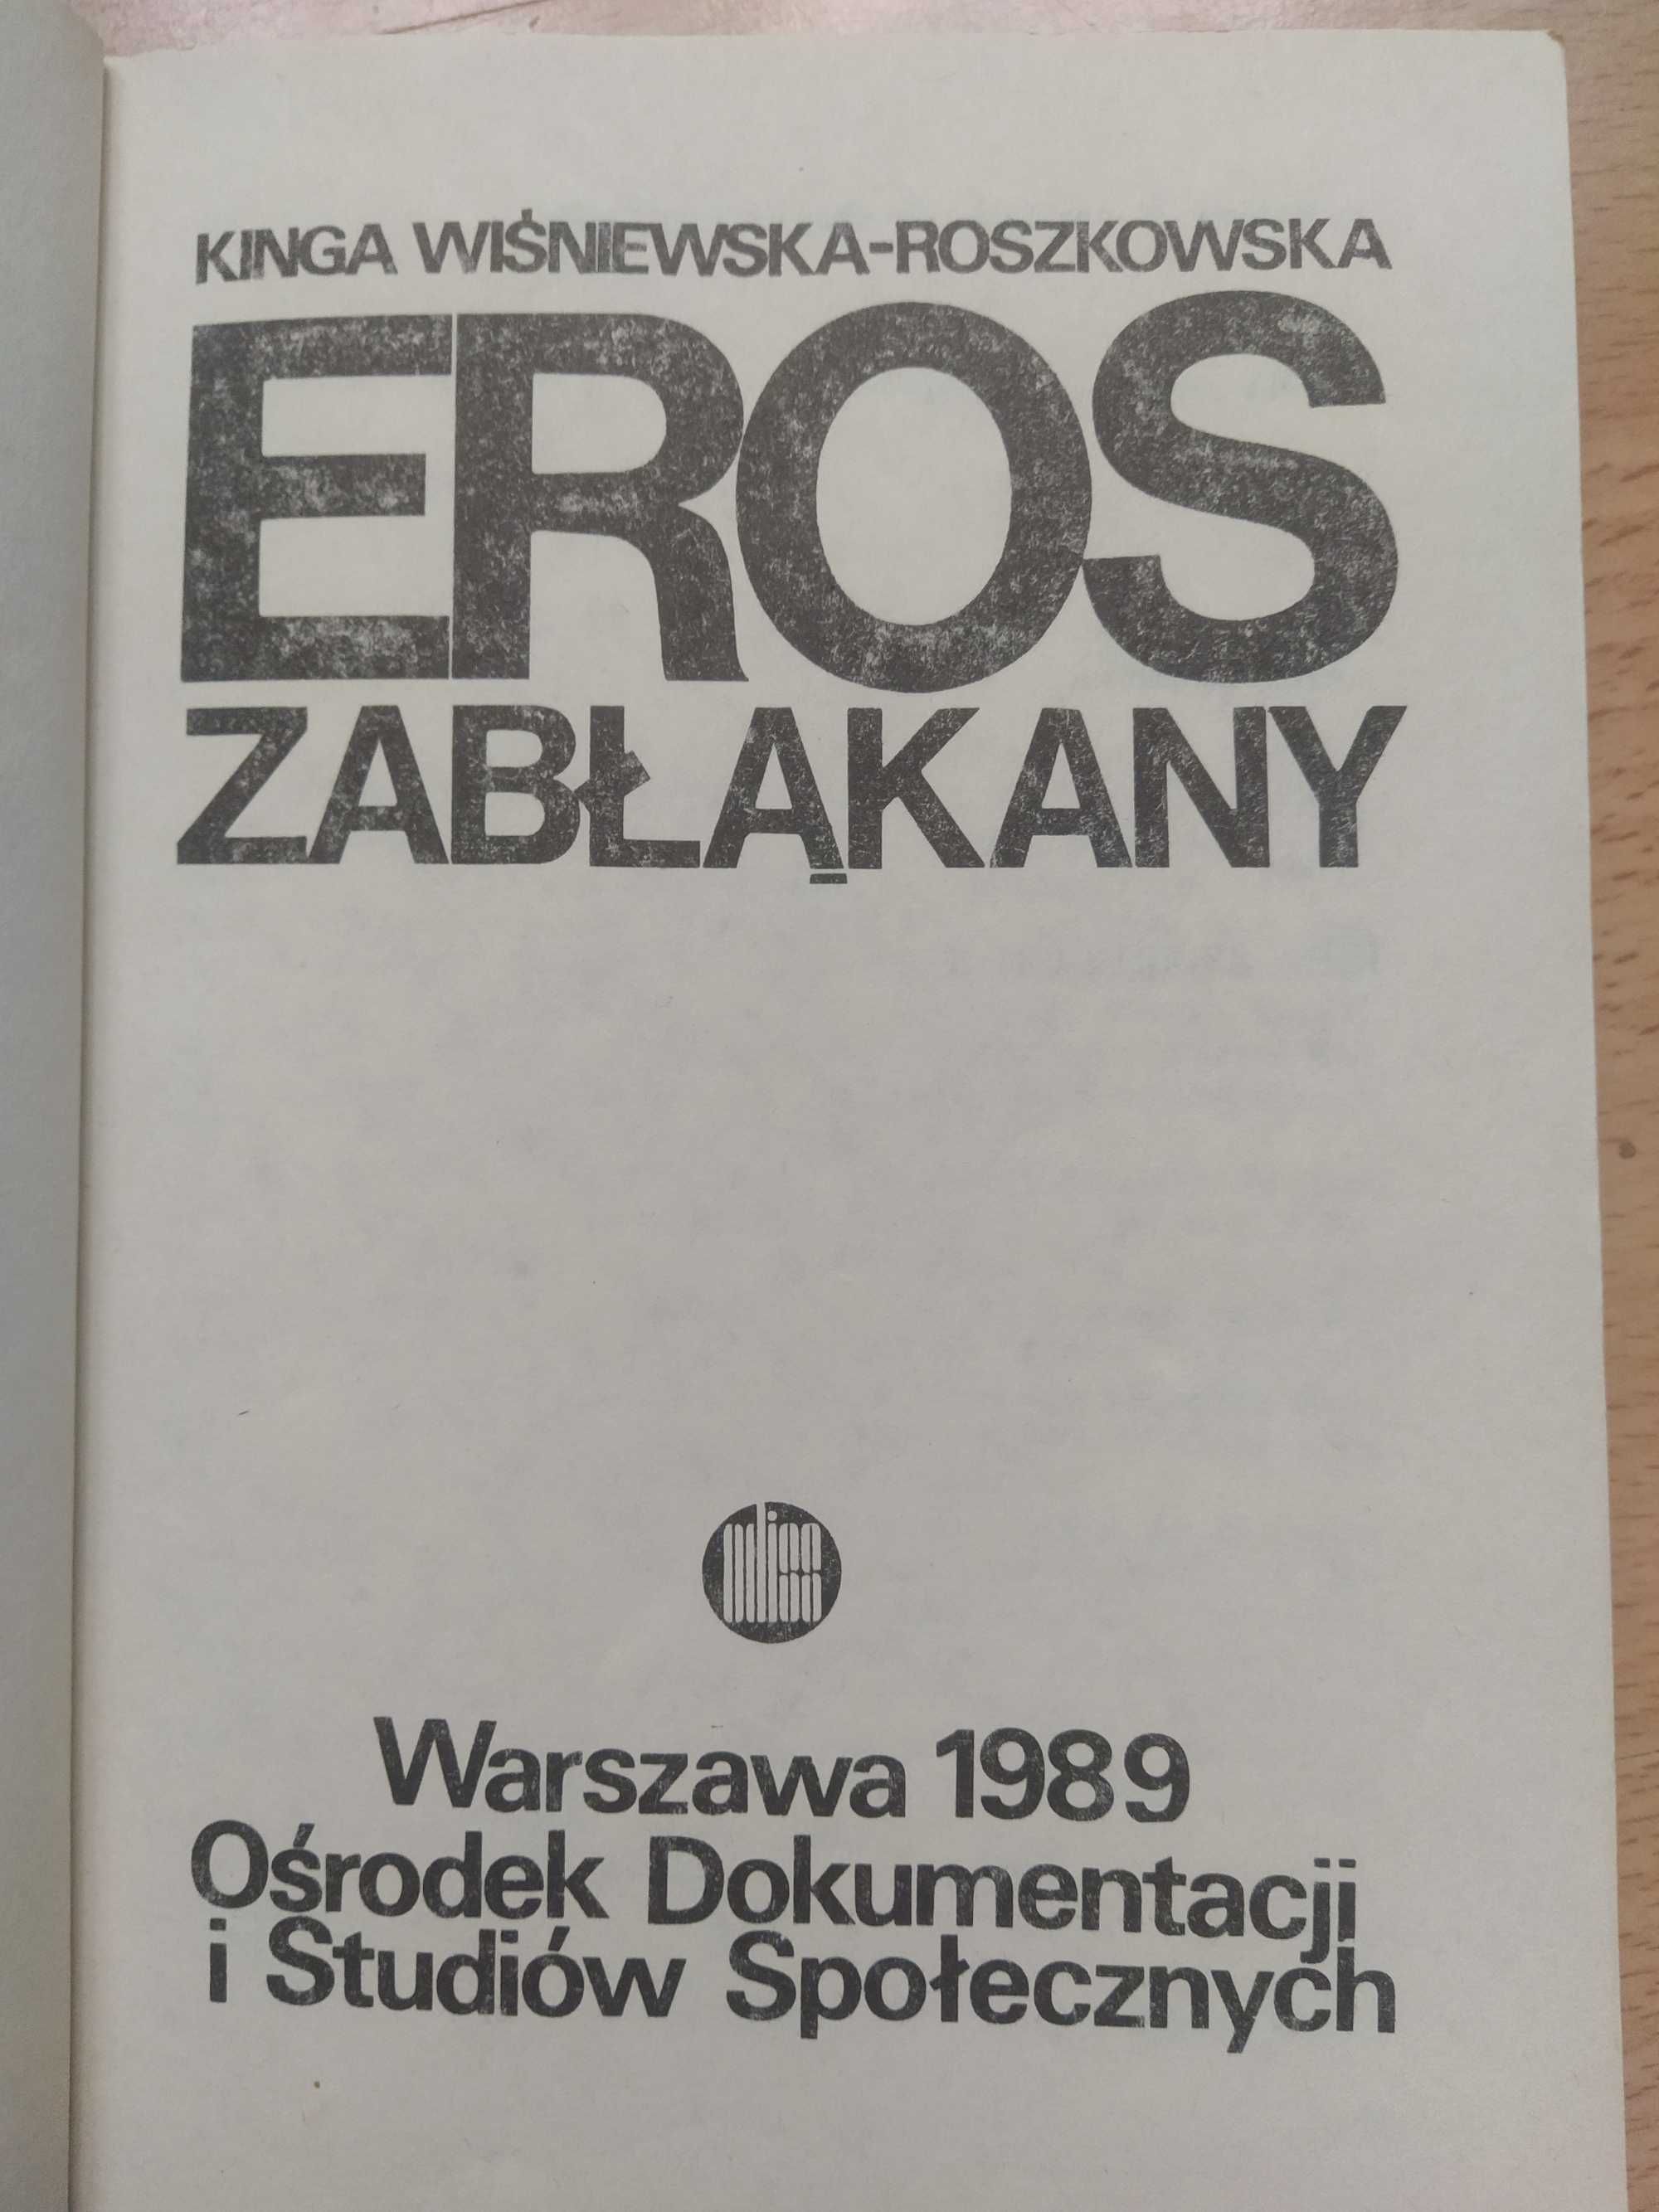 KINGA WIŚNIEWSKA-ROSZKOWSKA
EROS
ZABŁĄKANY
Warszawa 1989
Ośrodek Dokumentacji
i Studiów Społecznych